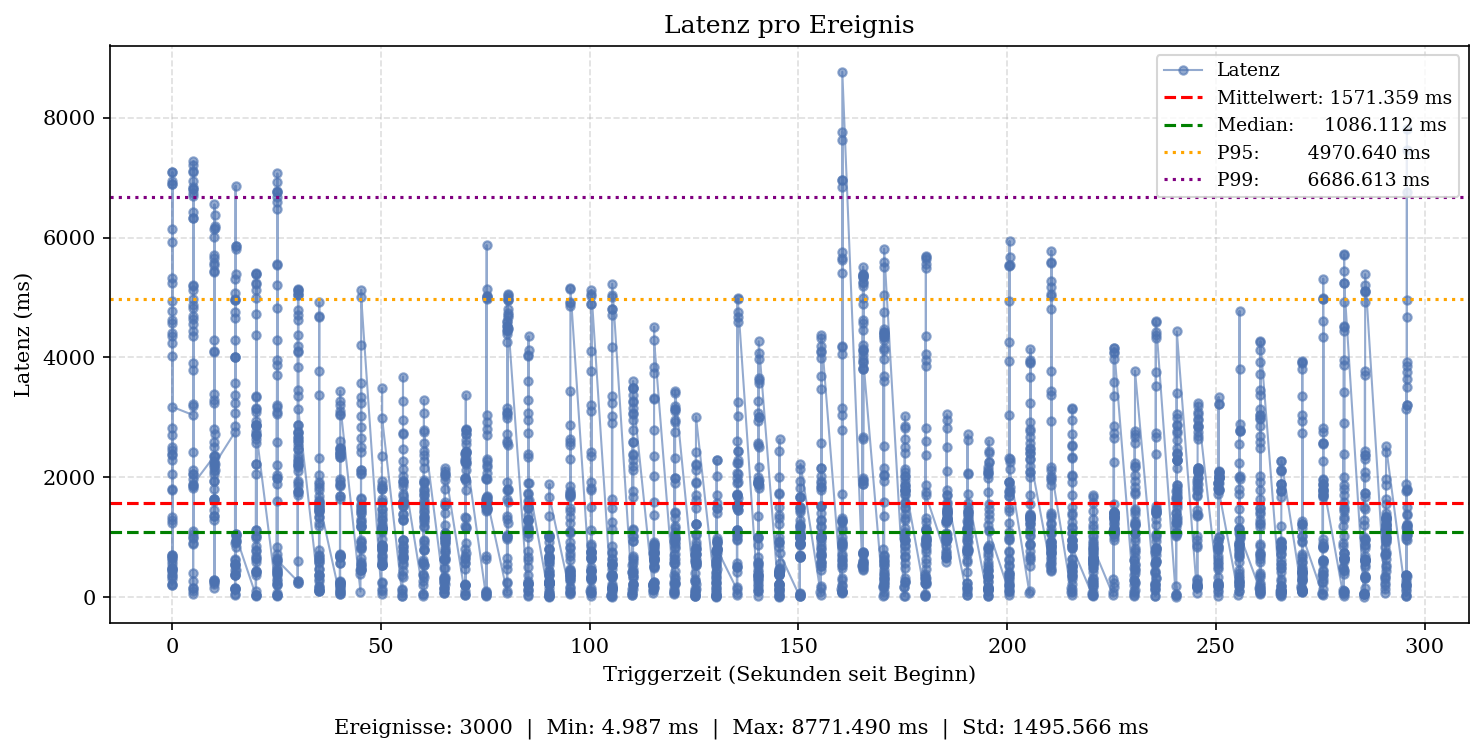 Latenz pro Ereignis
Latenz
Mittelwert: 1571.359 ms
Median: 1086.112 ms
P95: 4970.640 ms
P99: 6686.613 ms
Latenz (ms)
8000
6000
4000
2000
0
0 50 100 150 200 250 300
Triggerzeit (Sekunden seit Beginn)
Ereignisse: 3000 | Min: 4.987 ms | Max: 8771.490 ms | Std: 1495.566 ms